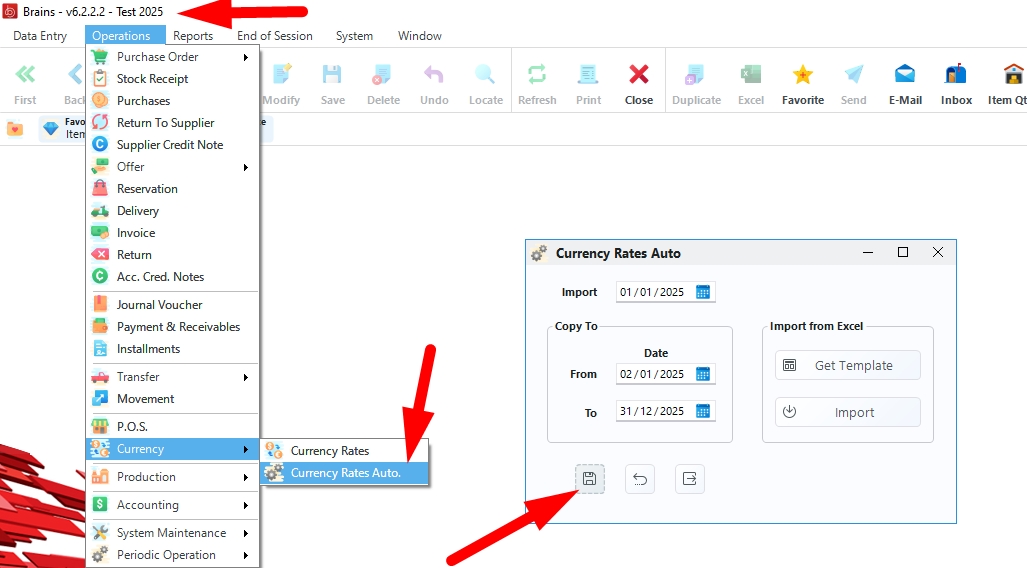 Brains - v6.2.2.2 - Test 2025
Data Entry Operations Reports End of Session System Window
First Back Modify Save Delete Undo Locate Refresh Print Close Duplicate Excel Favorite Send E-Mail Inbox Item Qt
Purchase Order
Stock Receipt
Purchases
Return To Supplier
Supplier Credit Note
Offer
Reservation
Delivery
Invoice
Return
Acc. Cred. Notes
Journal Voucher
Payment & Receivables
Installments
Transfer
Movement
P.O.S.
Currency
Production
Accounting
System Maintenance
Periodic Operation
Currency Rates
Currency Rates Auto.
Currency Rates Auto
Import 01/01/2025
Copy To
Date
From 02/01/2025
To 31/12/2025
Import from Excel
Get Template
Import